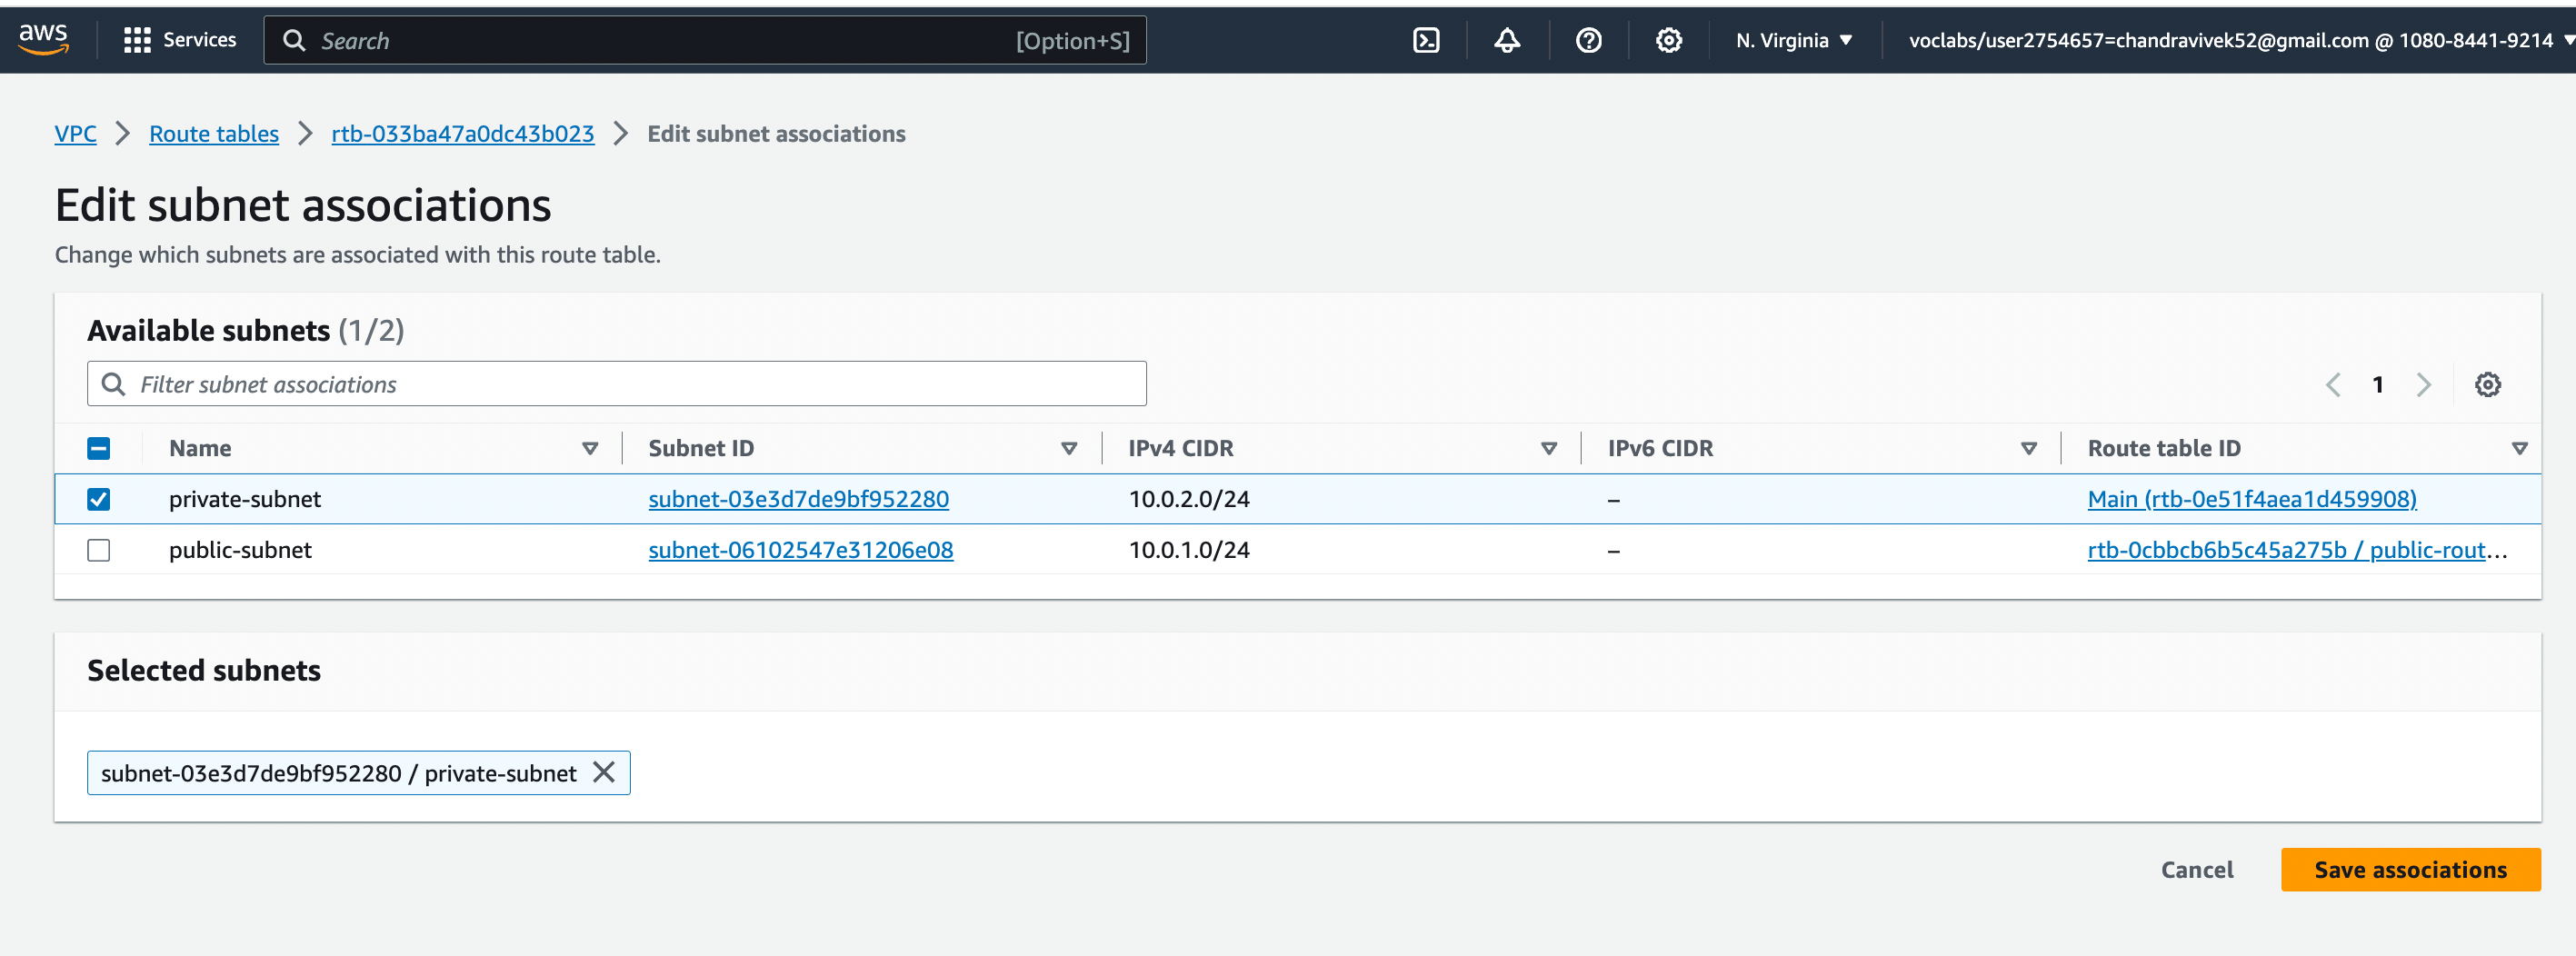 aws Services Search [Option+S] N. Virginia voclabs/user2754657=chandravivek52@gmail.com @ 1080-8441-9214
VPC Route tables rtb-033ba47a0dc43b023 Edit subnet associations
Edit subnet associations
Change which subnets are associated with this route table.
Available subnets (1/2)
Filter subnet associations 1
Name Subnet ID IPv4 CIDR IPv6 CIDR Route table ID
private-subnet subnet-03e3d7de9bf952280 10.0.2.0/24 – Main (rtb-0e51f4aea1d459908)
public-subnet subnet-06102547e31206e08 10.0.1.0/24 – rtb-0cbbcb6b5c45a275b / public-rout...
Selected subnets
subnet-03e3d7de9bf952280 / private-subnet
Cancel Save associations